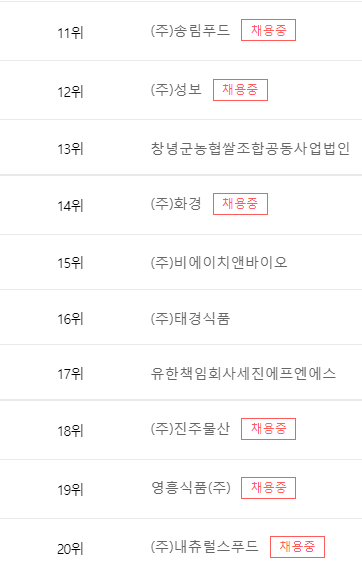 11위 (주)송림푸드 채용중
12위 (주)성보 채용중
13위 창녕군농협쌀조합공동사업법인
14위 (주)화경 채용중
15위 (주)비에이치앤바이오
16위 (주)태경식품
17위 유한책임회사세진에프엔에스
18위 (주)진주물산 채용중
19위 영흥식품(주) 채용중
20위 (주)내츄럴스푸드 채용중